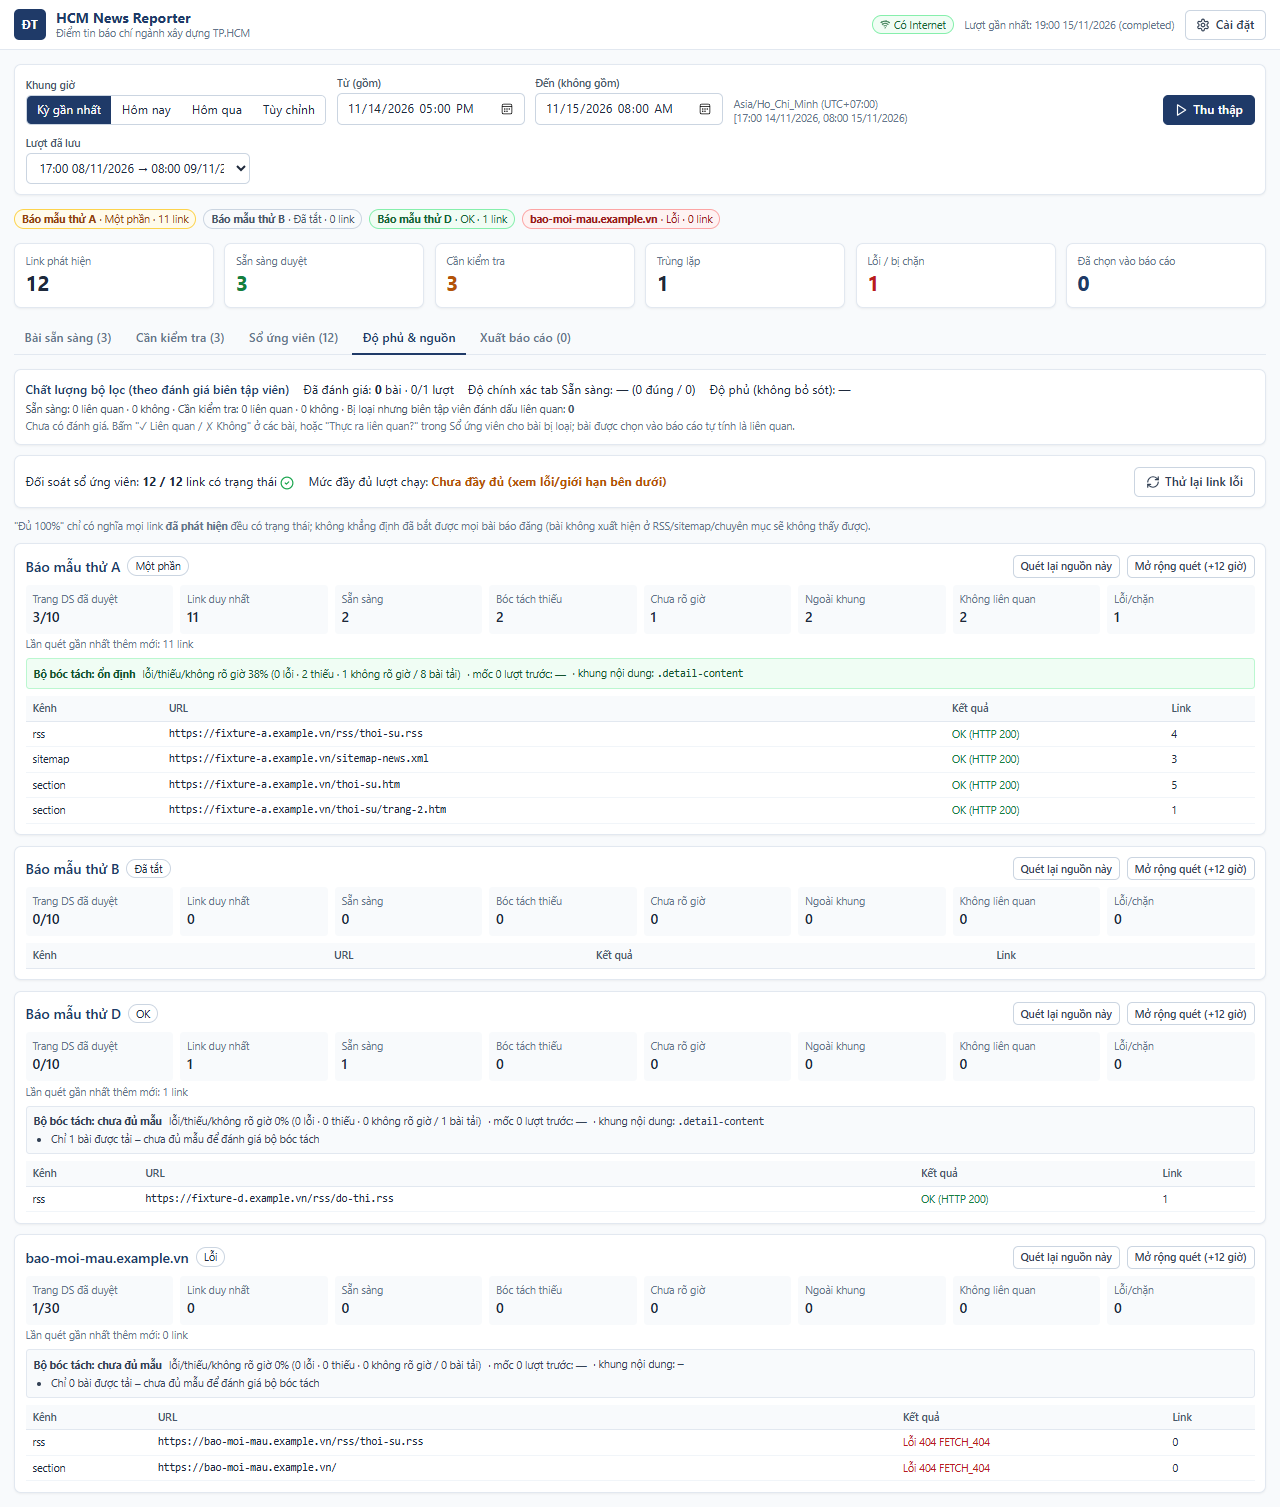 ĐT
HCM News Reporter
Điểm tin báo chí ngành xây dựng TP.HCM
Có Internet
Lượt gần nhất: 19:00 15/11/2026 (completed)
Cài đặt
Khung giờ
Kỳ gần nhất
Hôm nay
Hôm qua
Tùy chỉnh
Từ (gồm)
11/14/2026 05:00 PM
Đến (không gồm)
11/15/2026 08:00 AM
Asia/Ho_Chi_Minh (UTC+07:00)
[17:00 14/11/2026, 08:00 15/11/2026)
Thu thập
Lượt đã lưu
17:00 08/11/2026 → 08:00 09/11/2
Báo mẫu thử A · Một phần · 11 link
Báo mẫu thử B · Đã tắt · 0 link
Báo mẫu thử D · OK · 1 link
bao-moi-mau.example.vn · Lỗi · 0 link
Link phát hiện
12
Sẵn sàng duyệt
3
Cần kiểm tra
3
Trùng lặp
1
Lỗi / bị chặn
1
Đã chọn vào báo cáo
0
Bài sẵn sàng (3)
Cần kiểm tra (3)
Sổ ứng viên (12)
Độ phủ & nguồn
Xuất báo cáo (0)
Chất lượng bộ lọc (theo đánh giá biên tập viên) Đã đánh giá: 0 bài · 0/1 lượt Độ chính xác tab Sẵn sàng: — (0 đúng / 0) Độ phủ (không bỏ sót): —
Sẵn sàng: 0 liên quan · 0 không · Cần kiểm tra: 0 liên quan · 0 không · Bị loại nhưng biên tập viên đánh dấu liên quan: 0
Chưa có đánh giá. Bấm "✓ Liên quan / ✗ Không" ở các bài, hoặc "Thực ra liên quan?" trong Sổ ứng viên cho bài bị loại; bài được chọn vào báo cáo tự tính là liên quan.
Đối soát sổ ứng viên: 12 / 12 link có trạng thái Mức đầy đủ lượt chạy: Chưa đầy đủ (xem lỗi/giới hạn bên dưới)
Thử lại link lỗi
"Đủ 100%" chỉ có nghĩa mọi link đã phát hiện đều có trạng thái; không khẳng định đã bắt được mọi bài báo đăng (bài không xuất hiện ở RSS/sitemap/chuyên mục sẽ không thấy được).
Báo mẫu thử A Một phần
Quét lại nguồn này
Mở rộng quét (+12 giờ)
Trang DS đã duyệt
3/10
Link duy nhất
11
Sẵn sàng
2
Bóc tách thiếu
2
Chưa rõ giờ
1
Ngoài khung
2
Không liên quan
2
Lỗi/chặn
1
Lần quét gần nhất thêm mới: 11 link
Bộ bóc tách: ổn định lỗi/thiếu/không rõ giờ 38% (0 lỗi · 2 thiếu · 1 không rõ giờ / 8 bài tải) · mốc 0 lượt trước: — · khung nội dung: .detail-content
Kênh URL Kết quả Link
rss https://fixture-a.example.vn/rss/thoi-su.rss OK (HTTP 200) 4
sitemap https://fixture-a.example.vn/sitemap-news.xml OK (HTTP 200) 3
section https://fixture-a.example.vn/thoi-su.htm OK (HTTP 200) 5
section https://fixture-a.example.vn/thoi-su/trang-2.htm OK (HTTP 200) 1
Báo mẫu thử B Đã tắt
Quét lại nguồn này
Mở rộng quét (+12 giờ)
Trang DS đã duyệt
0/10
Link duy nhất
0
Sẵn sàng
0
Bóc tách thiếu
0
Chưa rõ giờ
0
Ngoài khung
0
Không liên quan
0
Lỗi/chặn
0
Kênh URL Kết quả Link
Báo mẫu thử D OK
Quét lại nguồn này
Mở rộng quét (+12 giờ)
Trang DS đã duyệt
0/10
Link duy nhất
1
Sẵn sàng
1
Bóc tách thiếu
0
Chưa rõ giờ
0
Ngoài khung
0
Không liên quan
0
Lỗi/chặn
0
Lần quét gần nhất thêm mới: 1 link
Bộ bóc tách: chưa đủ mẫu lỗi/thiếu/không rõ giờ 0% (0 lỗi · 0 thiếu · 0 không rõ giờ / 1 bài tải) · mốc 0 lượt trước: — · khung nội dung: .detail-content
• Chỉ 1 bài được tải – chưa đủ mẫu để đánh giá bộ bóc tách
Kênh URL Kết quả Link
rss https://fixture-d.example.vn/rss/do-thi.rss OK (HTTP 200) 1
bao-moi-mau.example.vn Lỗi
Quét lại nguồn này
Mở rộng quét (+12 giờ)
Trang DS đã duyệt
1/30
Link duy nhất
0
Sẵn sàng
0
Bóc tách thiếu
0
Chưa rõ giờ
0
Ngoài khung
0
Không liên quan
0
Lỗi/chặn
0
Lần quét gần nhất thêm mới: 0 link
Bộ bóc tách: chưa đủ mẫu lỗi/thiếu/không rõ giờ 0% (0 lỗi · 0 thiếu · 0 không rõ giờ / 0 bài tải) · mốc 0 lượt trước: — · khung nội dung: –
• Chỉ 0 bài được tải – chưa đủ mẫu để đánh giá bộ bóc tách
Kênh URL Kết quả Link
rss https://bao-moi-mau.example.vn/rss/thoi-su.rss Lỗi 404 FETCH_404 0
section https://bao-moi-mau.example.vn/ Lỗi 404 FETCH_404 0